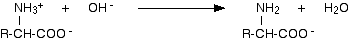 NH3+ + OH- NH2 + H2O
R-CH-COO- R-CH-COO-